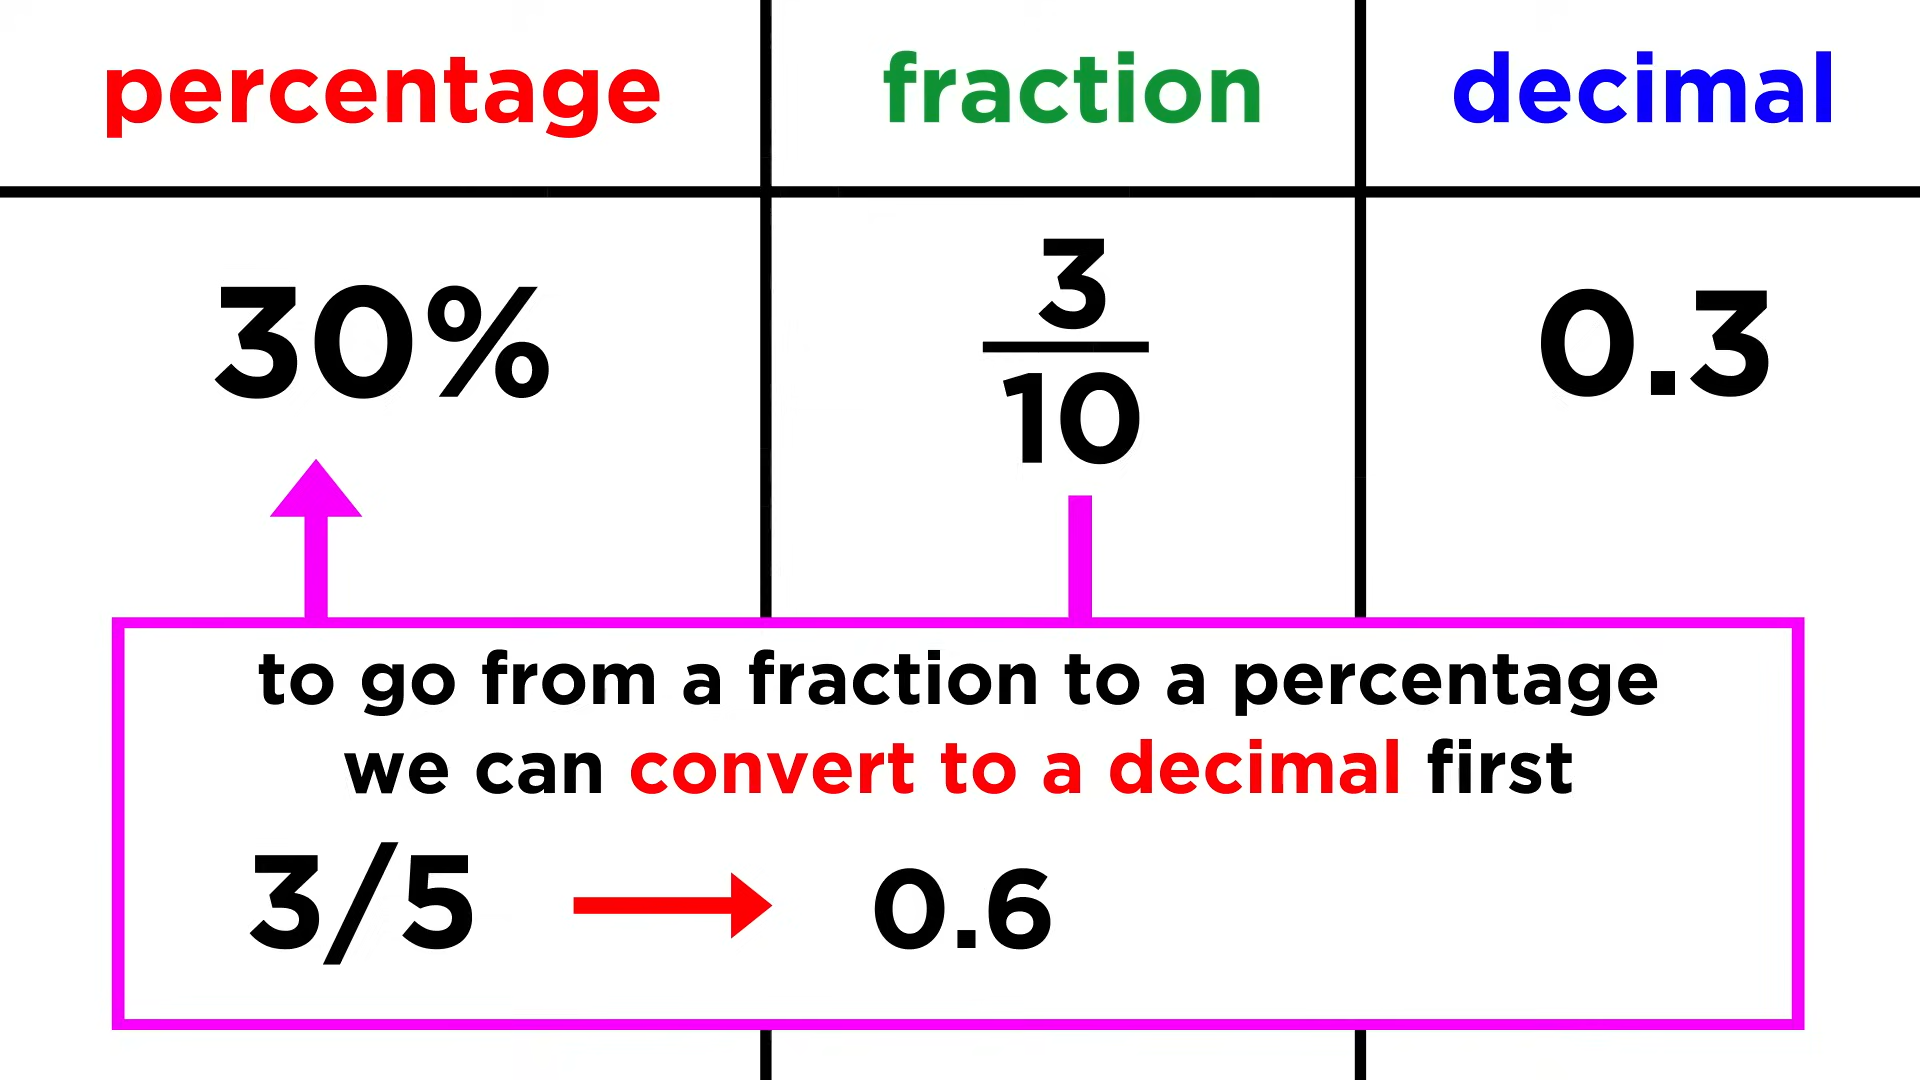 percentage fraction decimal
30% 3/10 0.3
to go from a fraction to a percentage
we can convert to a decimal first
3/5 → 0.6